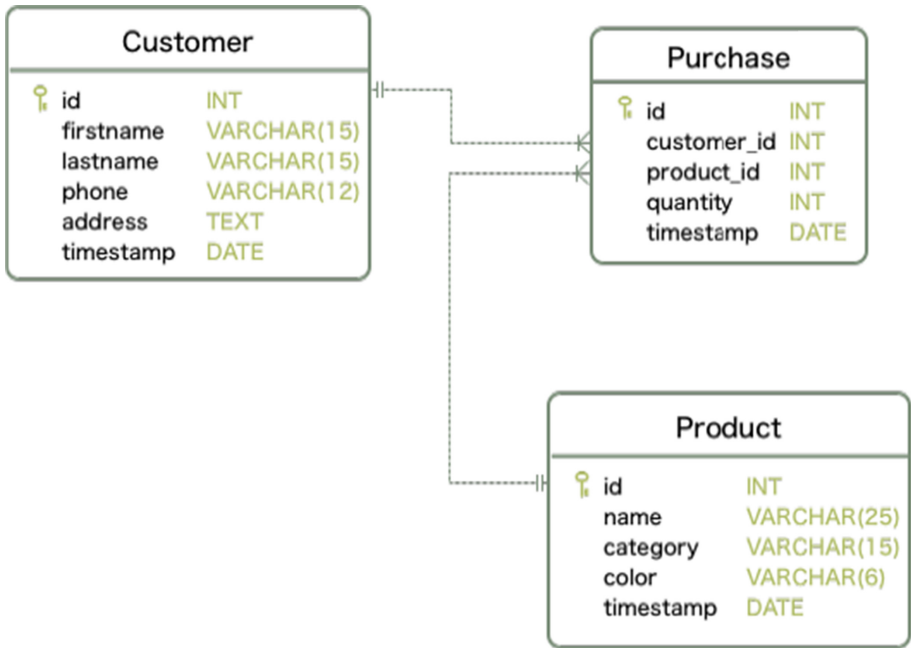 Customer
id INT
firstname VARCHAR(15)
lastname VARCHAR(15)
phone VARCHAR(12)
address TEXT
timestamp DATE
Purchase
id INT
customer_id INT
product_id INT
quantity INT
timestamp DATE
Product
id INT
name VARCHAR(25)
category VARCHAR(15)
color VARCHAR(6)
timestamp DATE